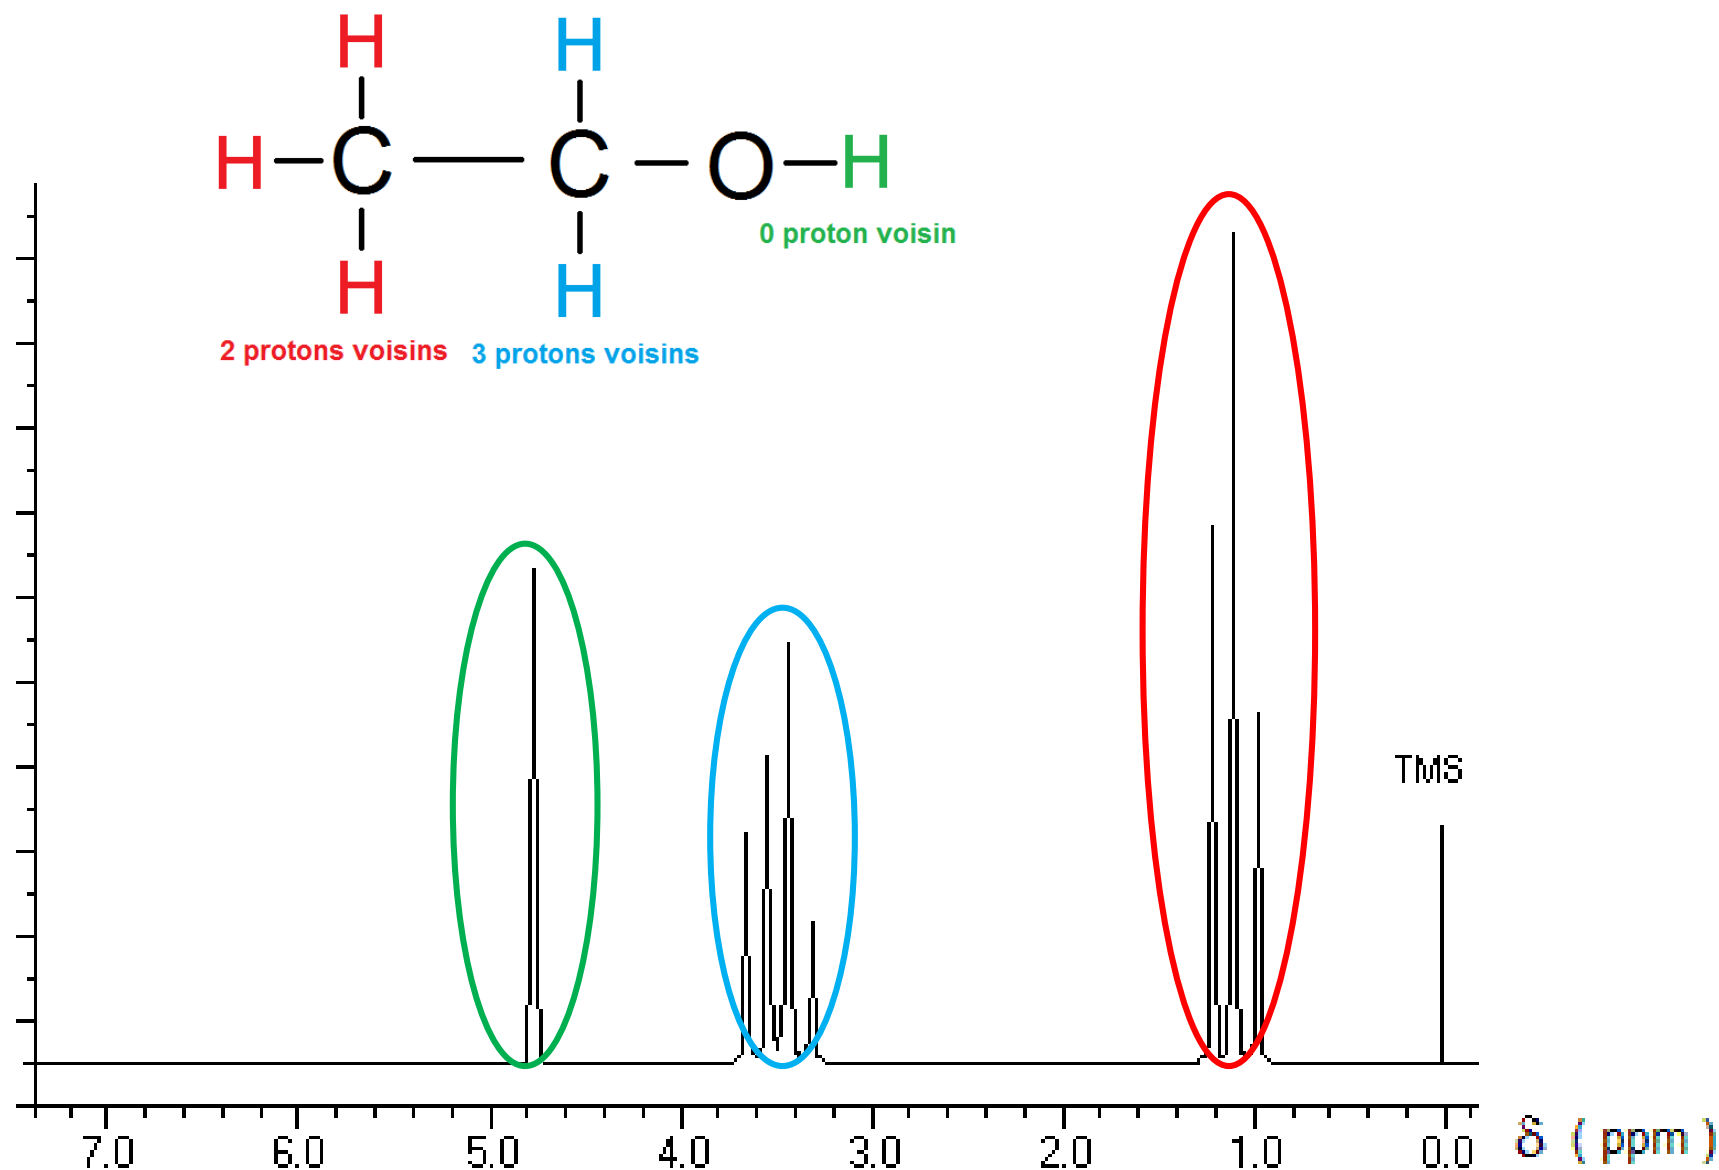 H H
H C C O H
0 proton voisin
H H
2 protons voisins 3 protons voisins
TMS
7.0 6.0 5.0 4.0 3.0 2.0 1.0 0.0 δ ( ppm )